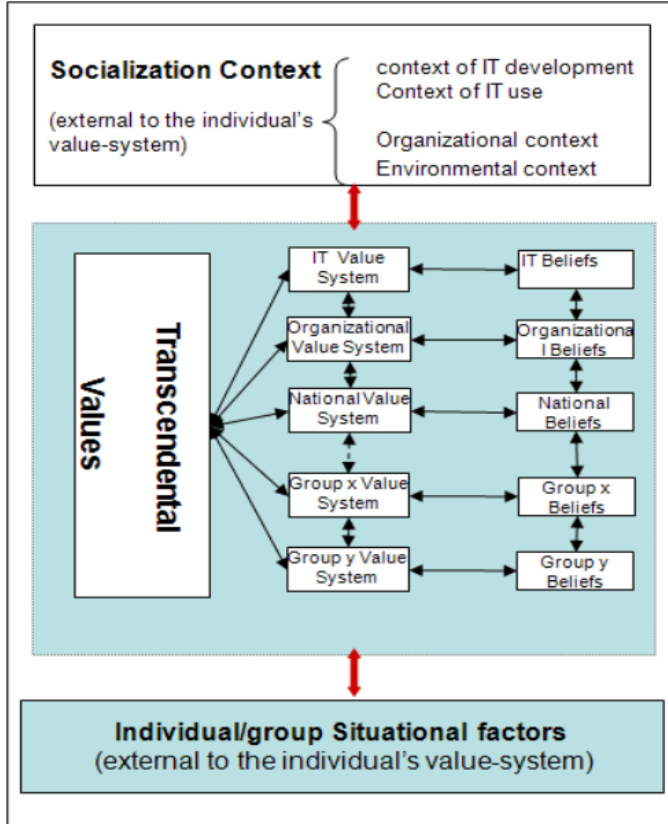 Socialization Context
(external to the individual's
value-system)
context of IT development
Context of IT use
Organizational context
Environmental context
Transcendental
Values
IT Value
System
Organizational
Value System
National Value
System
Group x Value
System
Group y Value
System
IT Beliefs
Organizationa
l Beliefs
National
Beliefs
Group x
Beliefs
Group y
Beliefs
Individual/group Situational factors
(external to the individual's value-system)